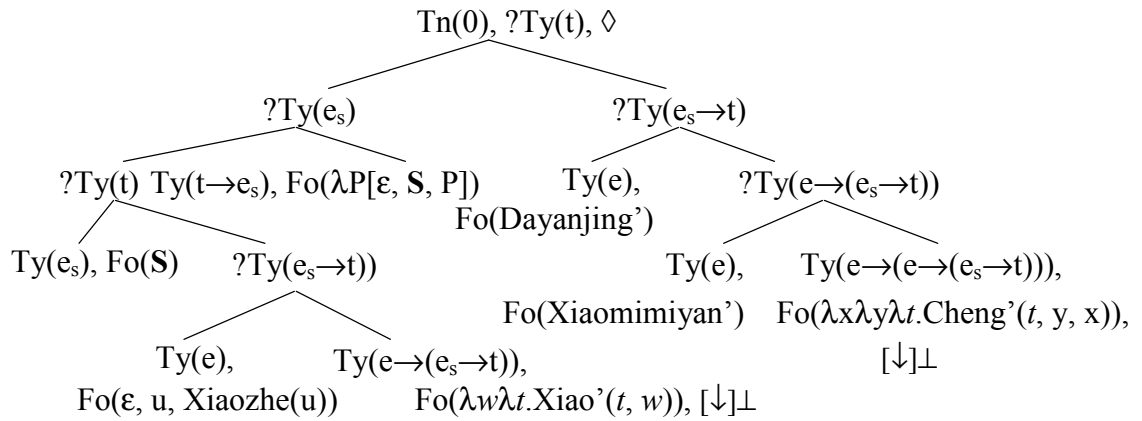 Tn(0), ?Ty(t), ◊
?Ty(eₛ) ?Ty(eₛ→t)
?Ty(t) Ty(t→eₛ), Fo(λP[ε, S, P]) Ty(e), ?Ty(e→(eₛ→t))
Fo(Dayanjing’)
Ty(eₛ), Fo(S) ?Ty(eₛ→t)) Ty(e), Ty(e→(e→(eₛ→t))),
Fo(Xiaomimiyan’) Fo(λxλyλt.Cheng’(t, y, x)),
Ty(e), Ty(e→(eₛ→t)), [↓]⊥
Fo(ε, u, Xiaozhe(u)) Fo(λwλt.Xiao’(t, w)), [↓]⊥